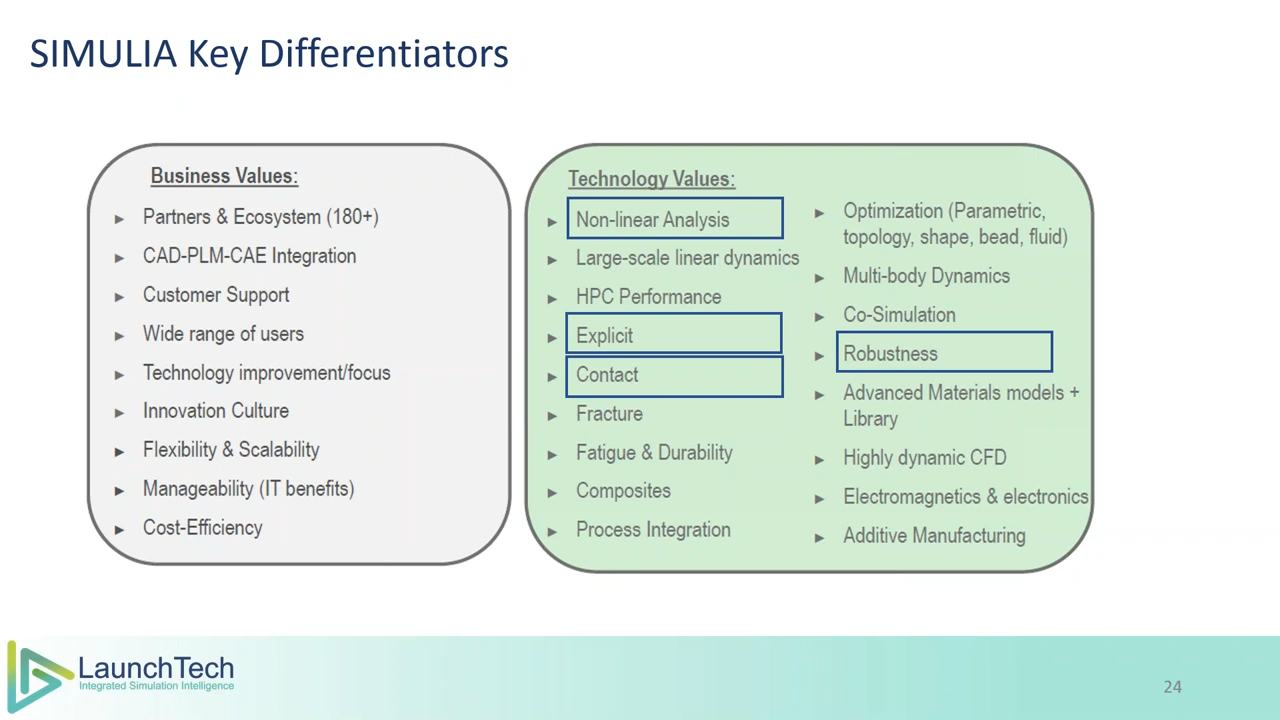 SIMULIA Key Differentiators
Business Values:
Partners & Ecosystem (180+)
CAD-PLM-CAE Integration
Customer Support
Wide range of users
Technology improvement/focus
Innovation Culture
Flexibility & Scalability
Manageability (IT benefits)
Cost-Efficiency
Technology Values:
Non-linear Analysis
Large-scale linear dynamics
HPC Performance
Explicit
Contact
Fracture
Fatigue & Durability
Composites
Process Integration
Optimization (Parametric,
topology, shape, bead, fluid)
Multi-body Dynamics
Co-Simulation
Robustness
Advanced Materials models +
Library
Highly dynamic CFD
Electromagnetics & electronics
Additive Manufacturing
LaunchTech
Integrated Simulation Intelligence
24